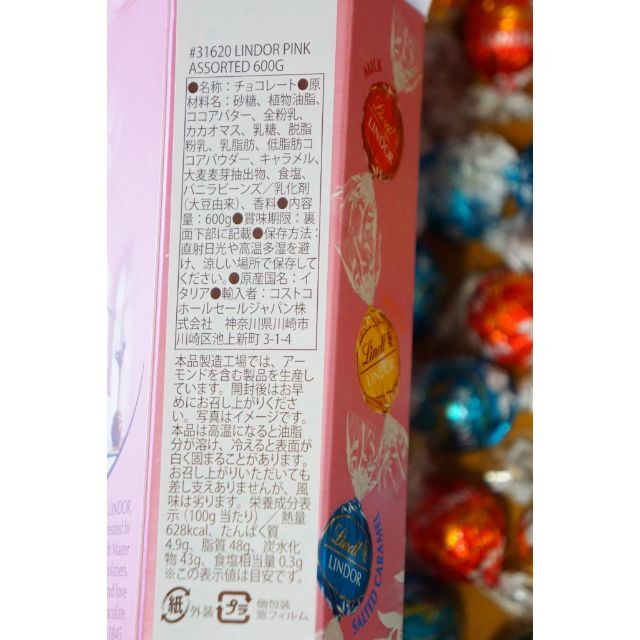 #31620 LINDOR PINK
ASSORTED 600G
●名称：チョコレート●原
材料名：砂糖、植物油脂、
ココアバター、全粉乳、
カカオマス、乳糖、脱脂
粉乳、乳脂肪、低脂肪コ
コアパウダー、キャラメル、
大麦麦芽抽出物、食塩、
バニラビーンズ／乳化剤
(大豆由来)、香料●内容
量：600g●賞味期限：裏
面下部に記載●保存方法：
直射日光や高温多湿を避
け、涼しい場所で保存して
ください。●原産国名：イ
タリア●輸入者：コストコ
ホールセールジャパン株
式会社　神奈川県川崎市
川崎区池上新町 3-1-4
本品製造工場では、アー
モンドを含む製品を生産し
ています。開封後はお早
めにお召し上がりくださ
い。写真はイメージです。
本品は高温になると油脂
分が溶け、冷えると表面が
白く固まることがあります。
お召し上がりいただいても
差し支えありませんが、風
味は劣ります。栄養成分表
示（100g 当たり）／熱量
628kcal、たんぱく質
4.9g、脂質 48g、炭水化
物 43g、食塩相当量 0.3g
※この表示値は目安です。
紙 外装 プラ 個包装
窓フィルム
MILK
Lindt
LINDOR
Lindt
LINDOR
Lindt
LINDOR
SALTED CARAMEL
LINDOR
Master
love
1845